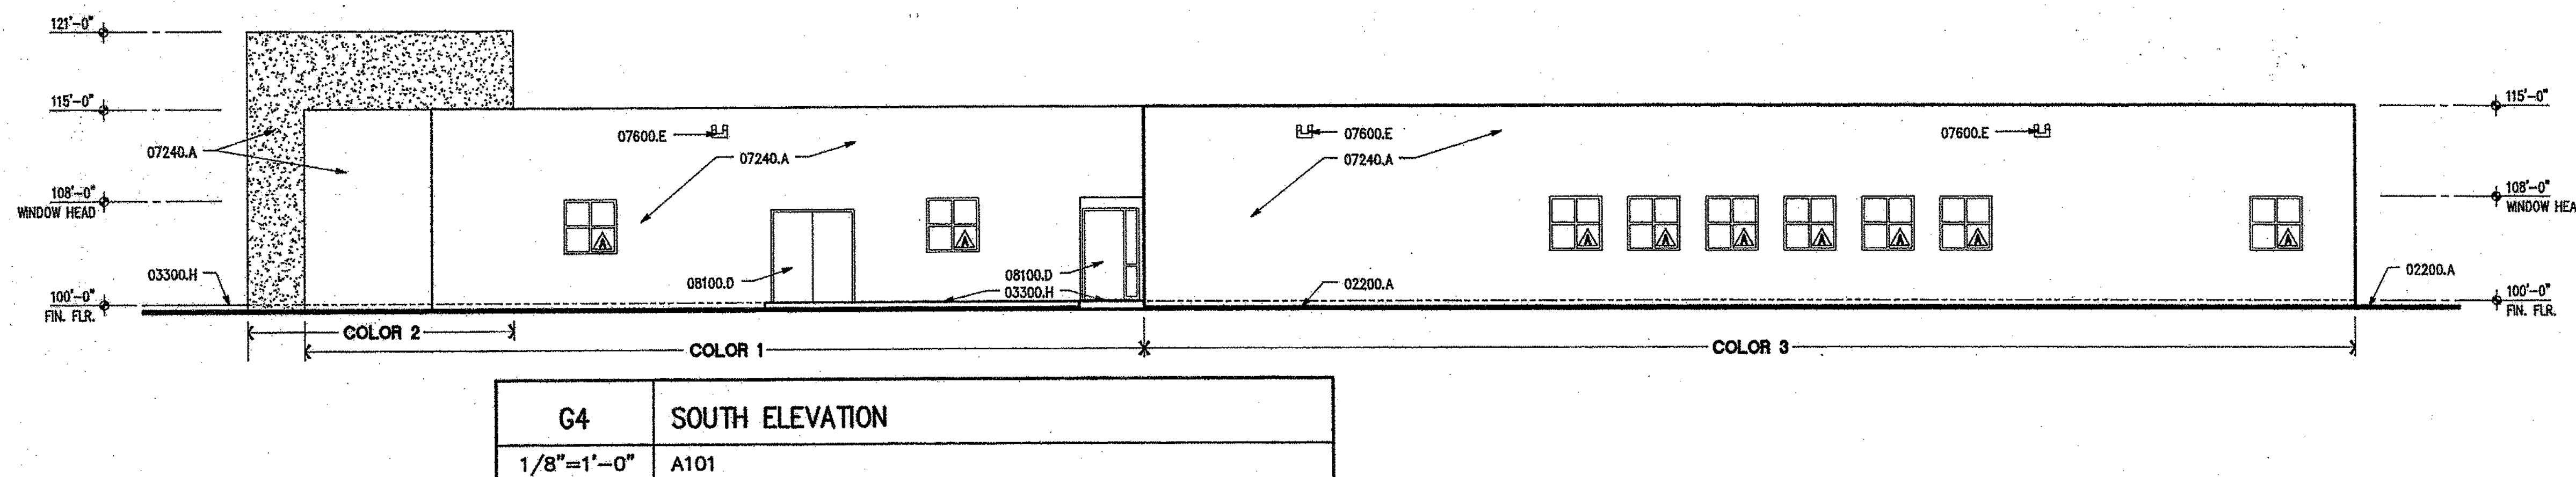 121'-0"
115'-0"
115'-0"
07600.E
07600.E
07600.E
07240.A
07240.A
07240.A
108'-0"
WINDOW HEAD
108'-0"
WINDOW HEA
A
A
A
A
A
A
A
A
A
03300.H
08100.D
08100.D
03300.H
02200.A
02200.A
100'-0"
FIN. FLR.
100'-0"
FIN. FLR.
COLOR 2
COLOR 1
COLOR 3
G4
SOUTH ELEVATION
1/8"=1'-0"
A101